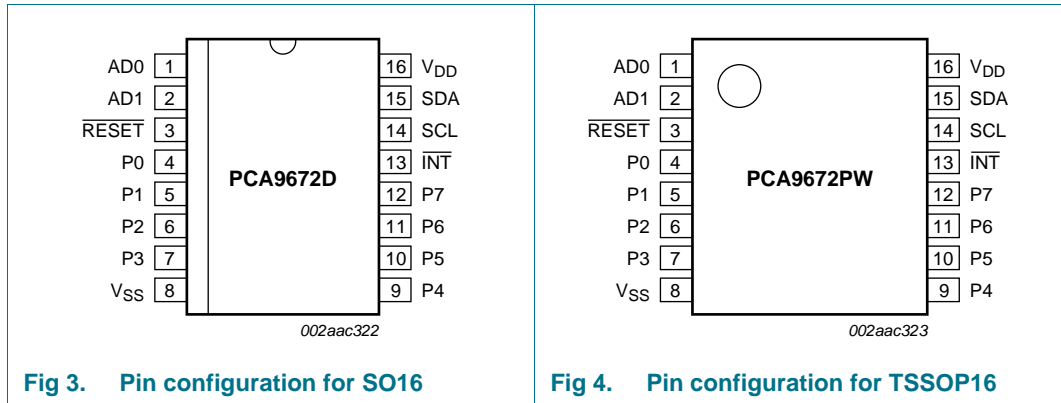 AD0 1
AD1 2
RESET 3
P0 4
P1 5
P2 6
P3 7
VSS 8
PCA9672D
16 VDD
15 SDA
14 SCL
13 INT
12 P7
11 P6
10 P5
9 P4
002aac322
Fig 3. Pin configuration for SO16
AD0 1
AD1 2
RESET 3
P0 4
P1 5
P2 6
P3 7
VSS 8
PCA9672PW
16 VDD
15 SDA
14 SCL
13 INT
12 P7
11 P6
10 P5
9 P4
002aac323
Fig 4. Pin configuration for TSSOP16